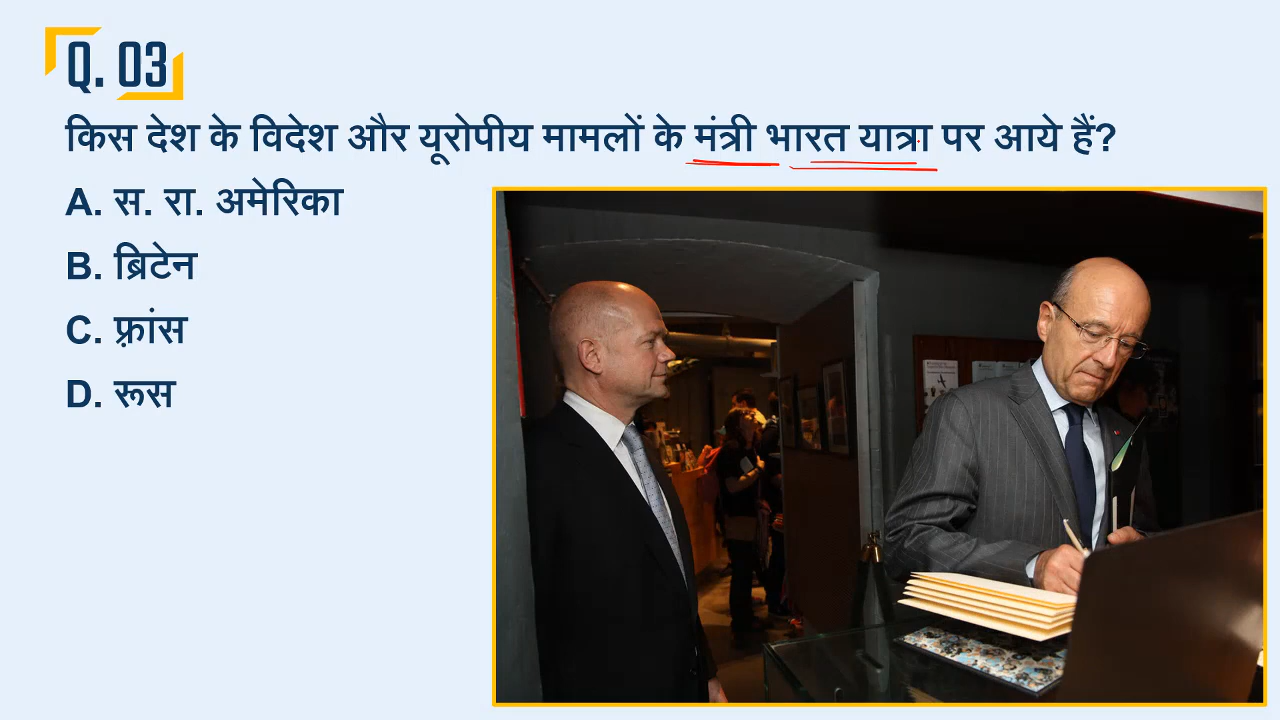 Q. 03
किस देश के विदेश और यूरोपीय मामलों के मंत्री भारत यात्रा पर आये हैं?
A. स. रा. अमेरिका
B. ब्रिटेन
C. फ़्रांस
D. रूस